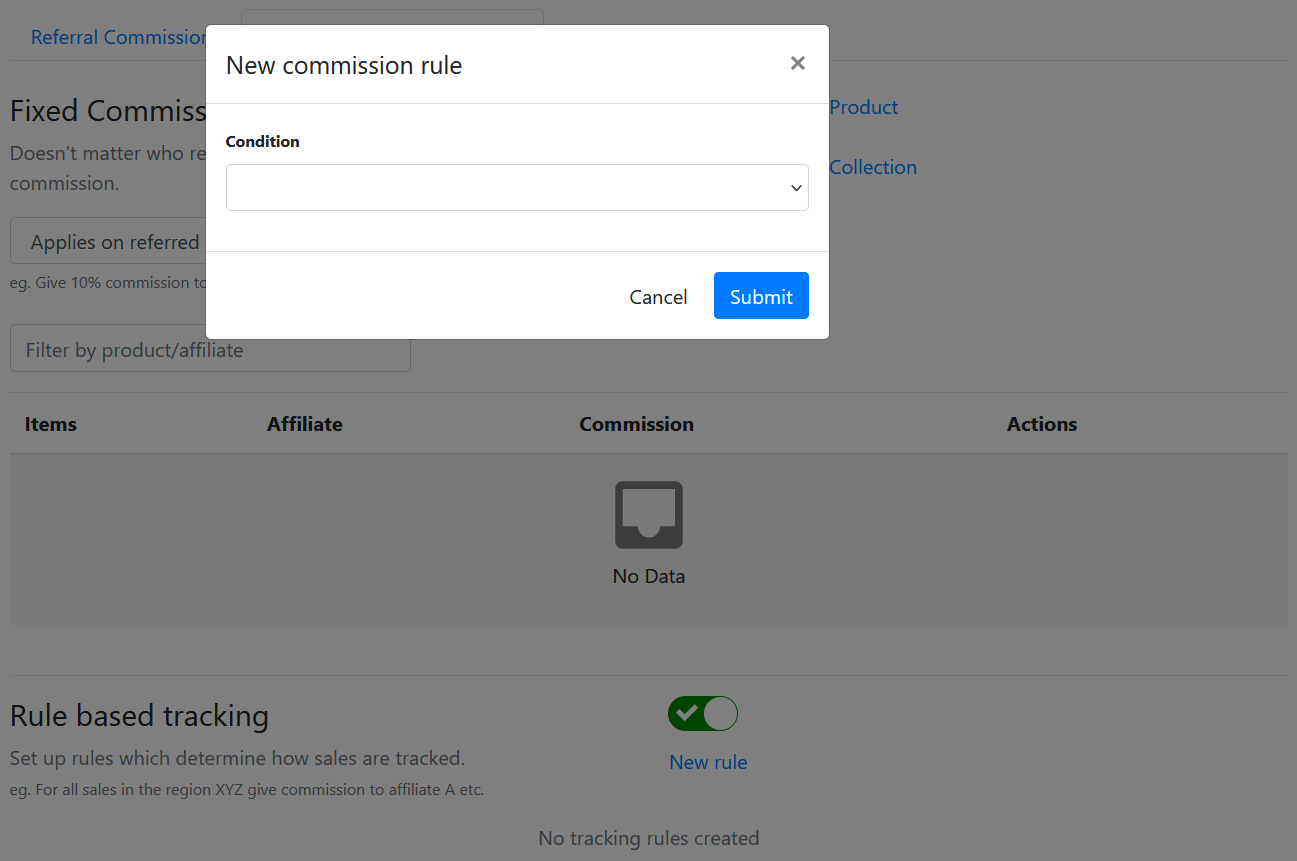 Referral Commission
New commission rule
×
Condition
Cancel
Submit
Fixed Commiss
Doesn't matter who re
commission.
Product
Collection
Applies on referred
eg. Give 10% commission to
Filter by product/affiliate
Items Affiliate Commission Actions
No Data
Rule based tracking
Set up rules which determine how sales are tracked.
eg. For all sales in the region XYZ give commission to affiliate A etc.
New rule
No tracking rules created